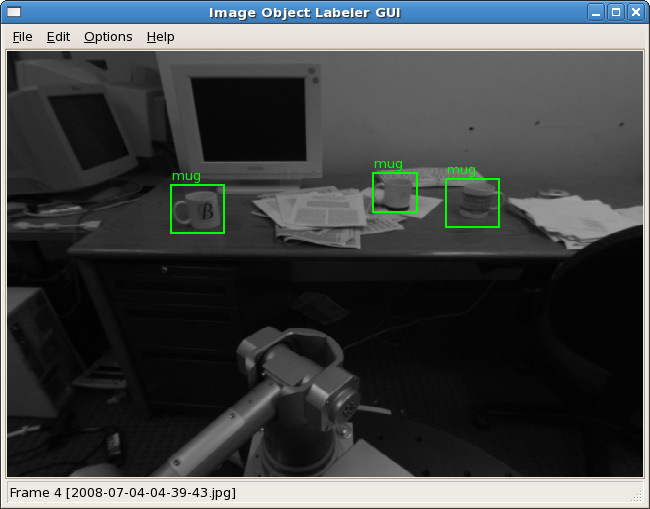 Image Object Labeler GUI
File Edit Options Help
mug
mug
mug
B
Frame 4 [2008-07-04-04-39-43.jpg]